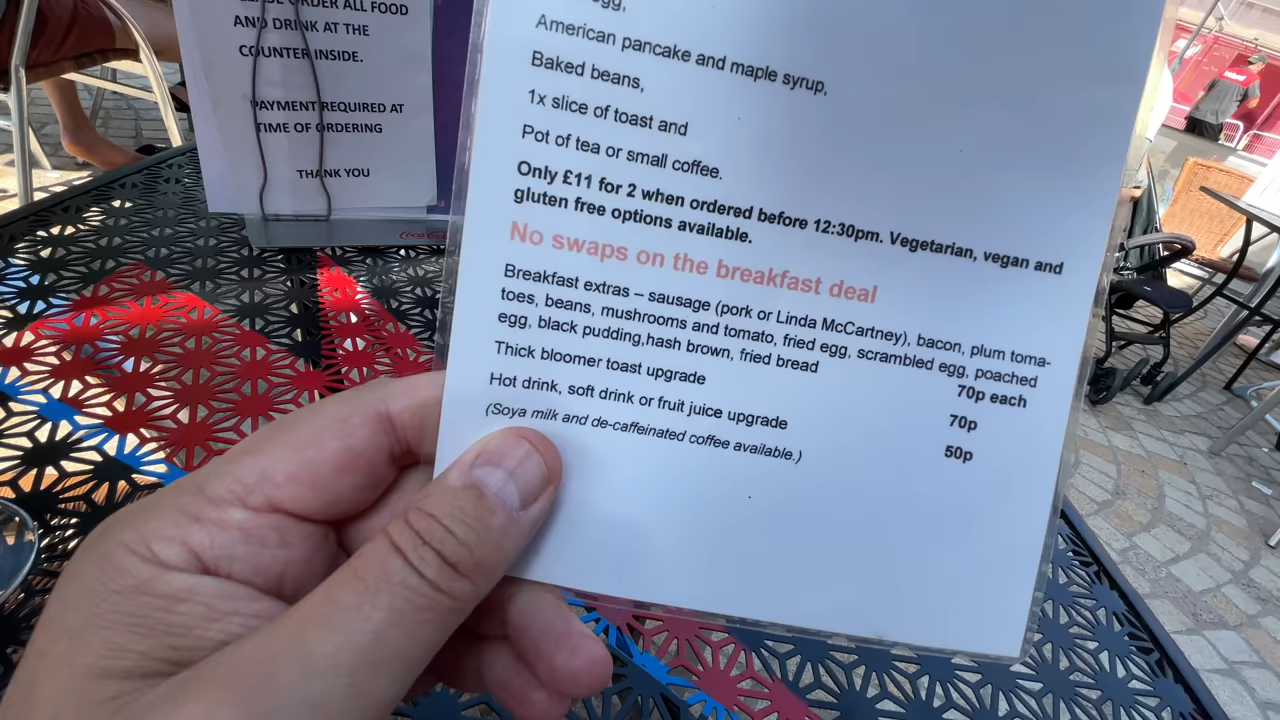 ORDER ALL FOOD
AND DRINK AT THE
COUNTER INSIDE.
PAYMENT REQUIRED AT
TIME OF ORDERING
THANK YOU
Coca-Cola
egg,
American pancake and maple syrup,
Baked beans,
1x slice of toast and
Pot of tea or small coffee.
Only £11 for 2 when ordered before 12:30pm. Vegetarian, vegan and
gluten free options available.
No swaps on the breakfast deal
Breakfast extras – sausage (pork or Linda McCartney), bacon, plum toma-
toes, beans, mushrooms and tomato, fried egg, scrambled egg, poached
egg, black pudding,hash brown, fried bread 70p each
Thick bloomer toast upgrade 70p
Hot drink, soft drink or fruit juice upgrade 50p
(Soya milk and de-caffeinated coffee available.)